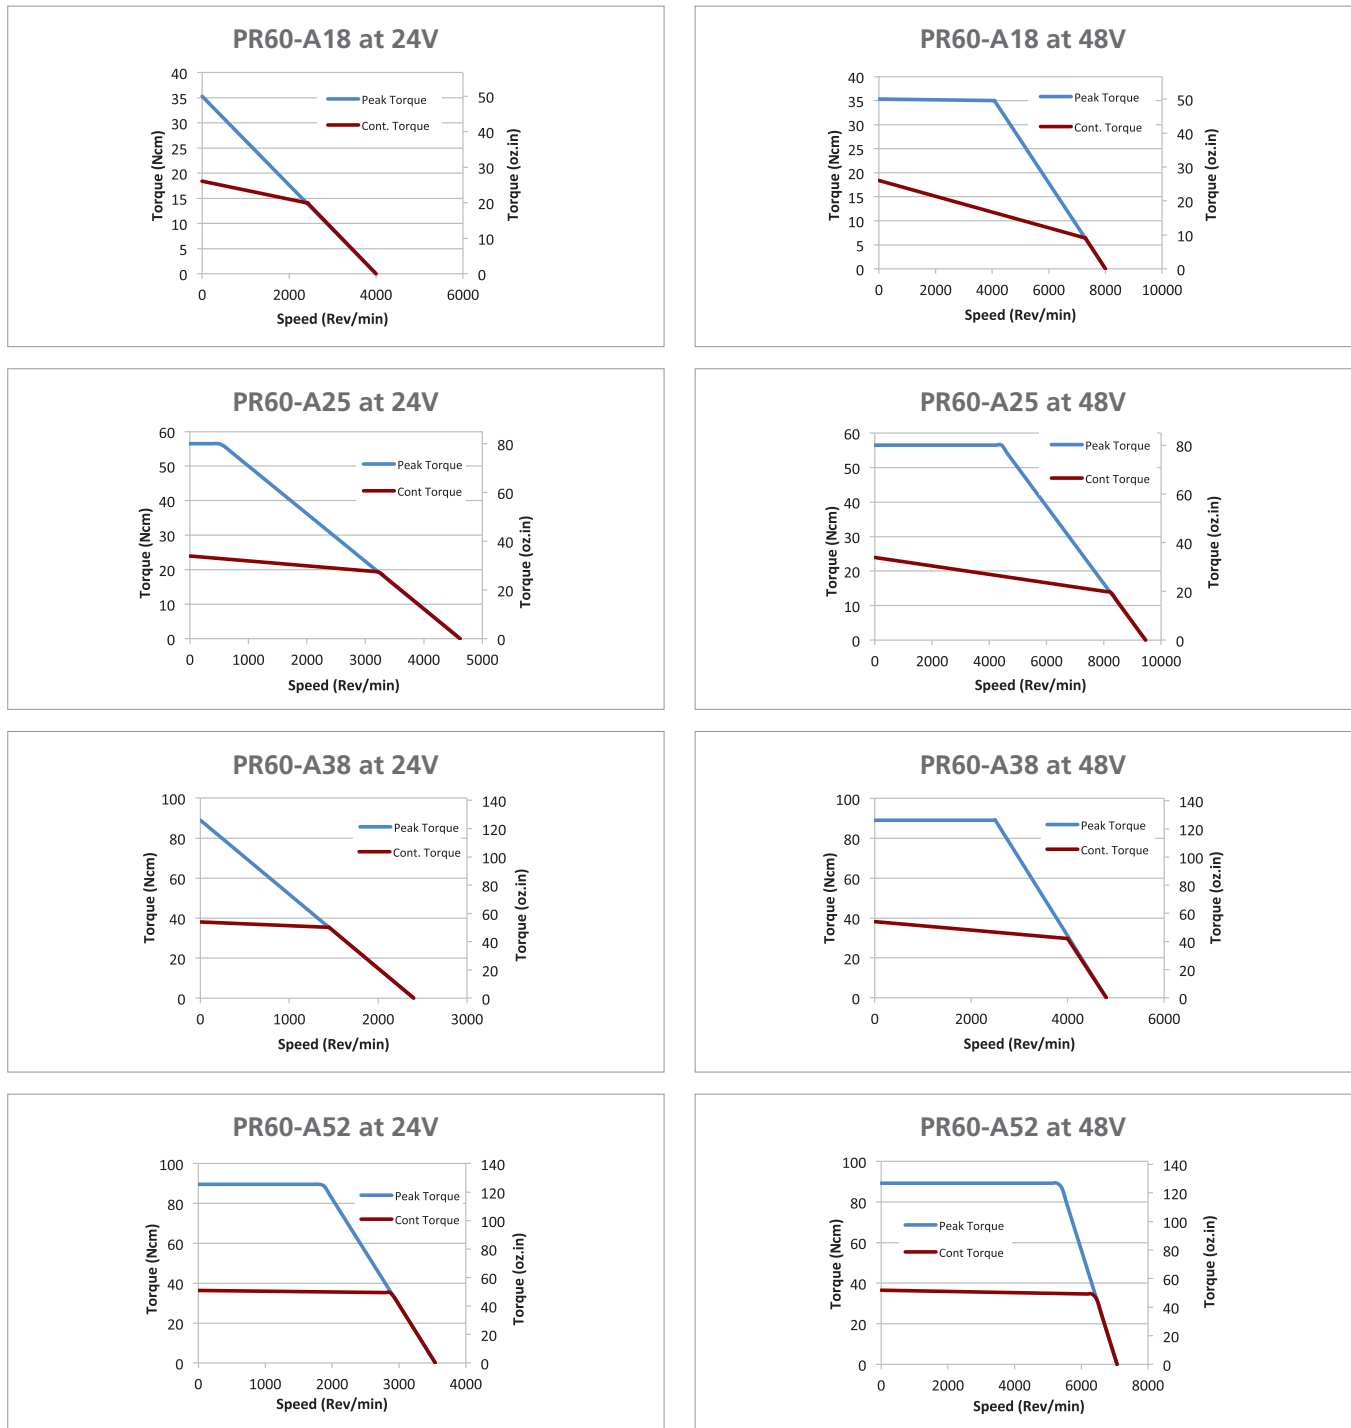 PR60-A18 at 24V
40
35
30
25
20
15
10
5
0
Torque (Ncm)
Peak Torque
Cont. Torque
50
40
30
20
10
0
Torque (oz.in)
0 2000 4000 6000
Speed (Rev/min)
PR60-A18 at 48V
40
35
30
25
20
15
10
5
0
Torque (Ncm)
Peak Torque
Cont. Torque
50
40
30
20
10
0
Torque (oz.in)
0 2000 4000 6000 8000 10000
Speed (Rev/min)
PR60-A25 at 24V
60
50
40
30
20
10
0
Torque (Ncm)
Peak Torque
Cont Torque
80
60
40
20
0
Torque (oz.in)
0 1000 2000 3000 4000 5000
Speed (Rev/min)
PR60-A25 at 48V
60
50
40
30
20
10
0
Torque (Ncm)
Peak Torque
Cont Torque
80
60
40
20
0
Torque (oz.in)
0 2000 4000 6000 8000 10000
Speed (Rev/min)
PR60-A38 at 24V
100
80
60
40
20
0
Torque (Ncm)
Peak Torque
Cont. Torque
140
120
100
80
60
40
20
0
Torque (oz.in)
0 1000 2000 3000
Speed (Rev/min)
PR60-A38 at 48V
100
80
60
40
20
0
Torque (Ncm)
Peak Torque
Cont. Torque
140
120
100
80
60
40
20
0
Torque (oz.in)
0 2000 4000 6000
Speed (Rev/min)
PR60-A52 at 24V
100
80
60
40
20
0
Torque (Ncm)
Peak Torque
Cont Torque
140
120
100
80
60
40
20
0
Torque (oz.in)
0 1000 2000 3000 4000
Speed (Rev/min)
PR60-A52 at 48V
100
80
60
40
20
0
Torque (Ncm)
Peak Torque
Cont Torque
140
120
100
80
60
40
20
0
Torque (oz.in)
0 2000 4000 6000 8000
Speed (Rev/min)